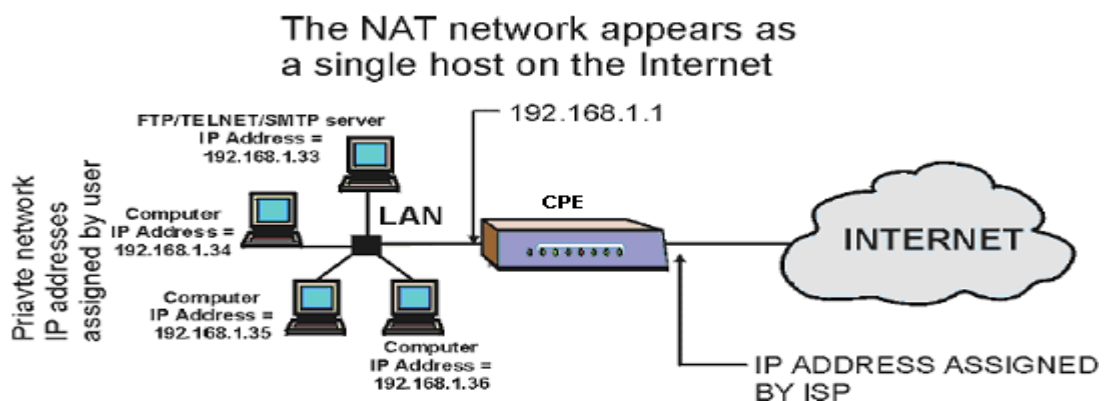 The NAT network appears as
a single host on the Internet
192.168.1.1
FTP/TELNET/SMTP server
IP Address =
192.168.1.33
Priavte network
IP addresses
assigned by user
Computer
IP Address =
192.168.1.34
LAN
CPE
INTERNET
Computer
IP Address =
192.168.1.35
Computer
IP Address =
192.168.1.36
IP ADDRESS ASSIGNED
BY ISP